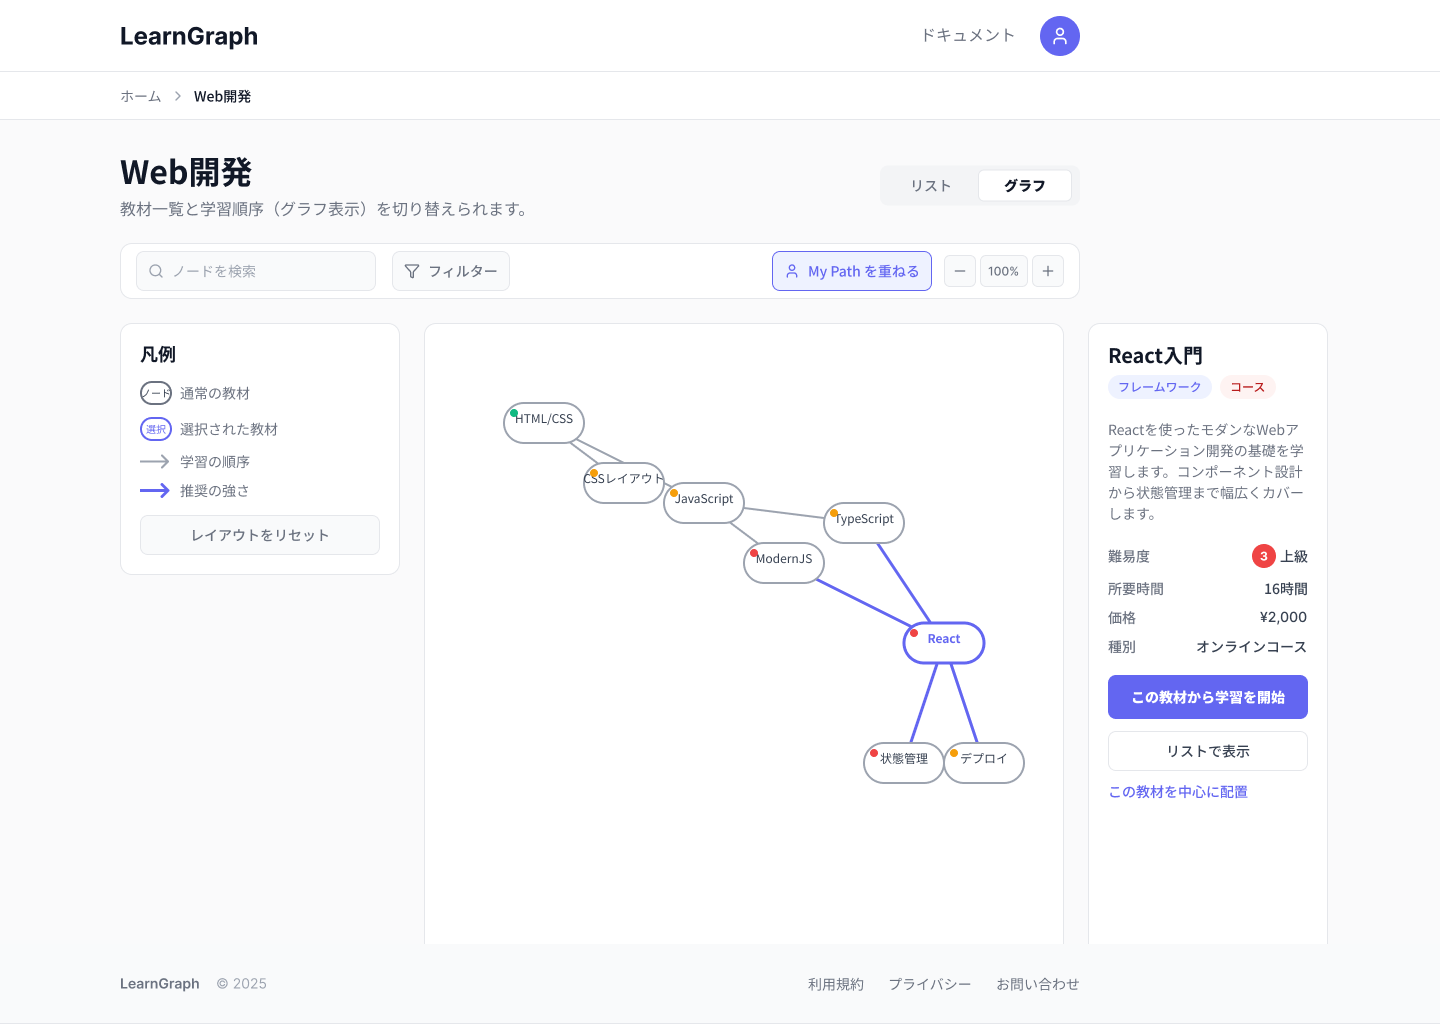 LearnGraph
ドキュメント
ホーム
Web開発
Web開発
教材一覧と学習順序（グラフ表示）を切り替えられます。
リスト
グラフ
ノードを検索
フィルター
My Path を重ねる
100%
凡例
ノード 通常の教材
選択 選択された教材
学習の順序
推奨の強さ
レイアウトをリセット
HTML/CSS
CSSレイアウト
JavaScript
TypeScript
ModernJS
React
状態管理
デプロイ
React入門
フレームワーク
コース
Reactを使ったモダンなWebア
プリケーション開発の基礎を学
習します。コンポーネント設計
から状態管理まで幅広くカバー
します。
難易度 3 上級
所要時間 16時間
価格 ¥2,000
種別 オンラインコース
この教材から学習を開始
リストで表示
この教材を中心に配置
LearnGraph © 2025
利用規約 プライバシー お問い合わせ